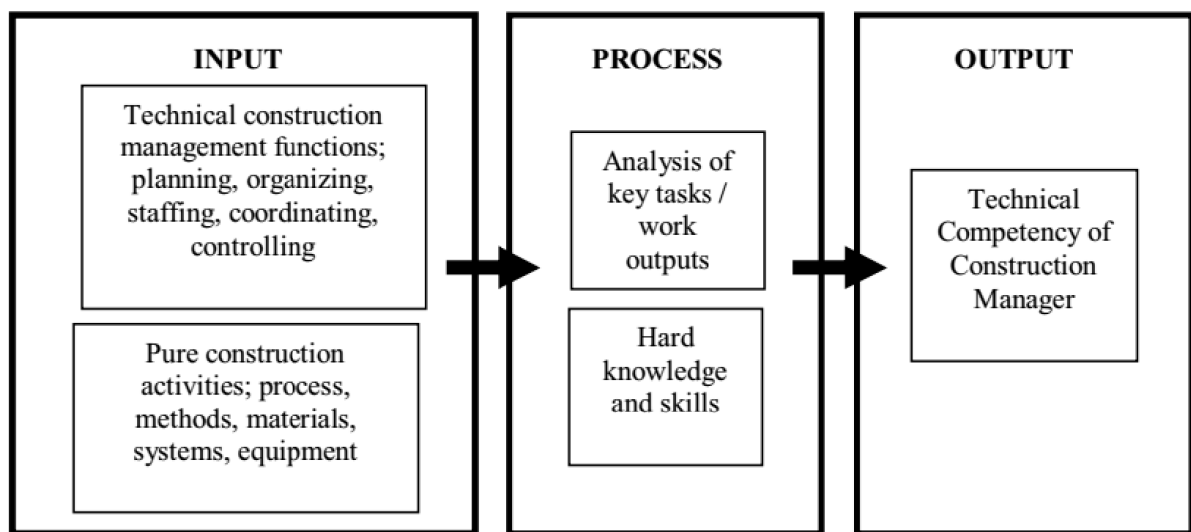 INPUT
Technical construction
management functions;
planning, organizing,
staffing, coordinating,
controlling
Pure construction
activities; process,
methods, materials,
systems, equipment
PROCESS
Analysis of
key tasks /
work
outputs
Hard
knowledge
and skills
OUTPUT
Technical
Competency of
Construction
Manager